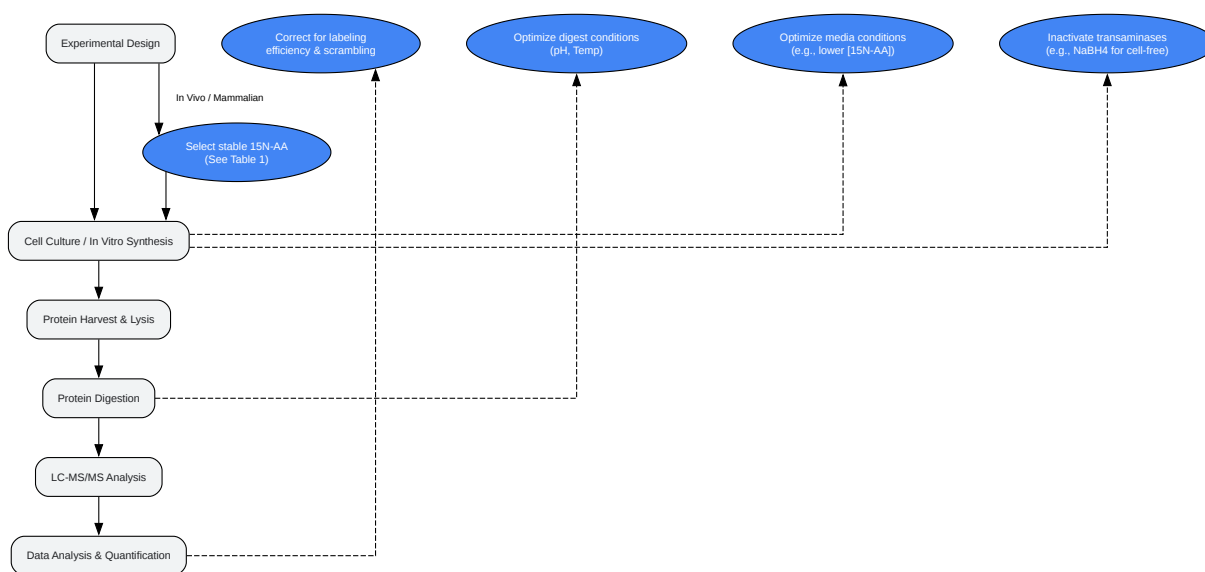 Experimental Design
Correct for labeling
efficiency & scrambling
Optimize digest conditions
(pH, Temp)
Optimize media conditions
(e.g., lower [15N-AA])
Inactivate transaminases
(e.g., NaBH4 for cell-free)
In Vivo / Mammalian
Select stable 15N-AA
(See Table 1)
Cell Culture / In Vitro Synthesis
Protein Harvest & Lysis
Protein Digestion
LC-MS/MS Analysis
Data Analysis & Quantification